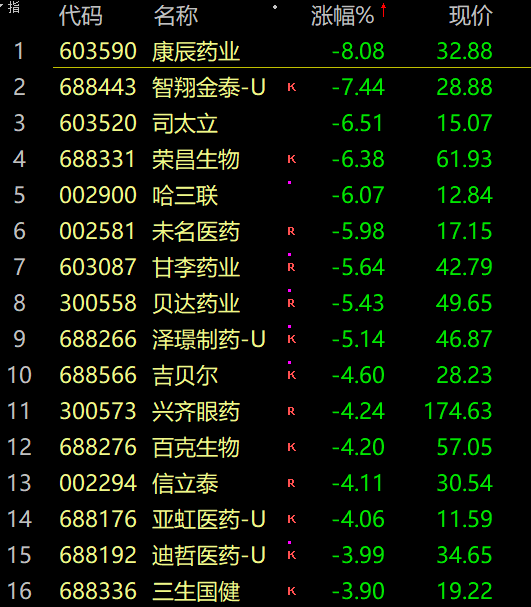 指
代码 名称 涨幅%↑ 现价
1 603590 康辰药业 -8.08 32.88
2 688443 智翔金泰-U K -7.44 28.88
3 603520 司太立 -6.51 15.07
4 688331 荣昌生物 K -6.38 61.93
5 002900 哈三联 -6.07 12.84
6 002581 未名医药 R -5.98 17.15
7 603087 甘李药业 R -5.64 42.79
8 300558 贝达药业 R -5.43 49.65
9 688266 泽璟制药-U K -5.14 46.87
10 688566 吉贝尔 K -4.60 28.23
11 300573 兴齐眼药 R -4.24 174.63
12 688276 百克生物 K -4.20 57.05
13 002294 信立泰 R -4.11 30.54
14 688176 亚虹医药-U K -4.06 11.59
15 688192 迪哲医药-U K -3.99 34.65
16 688336 三生国健 K -3.90 19.22